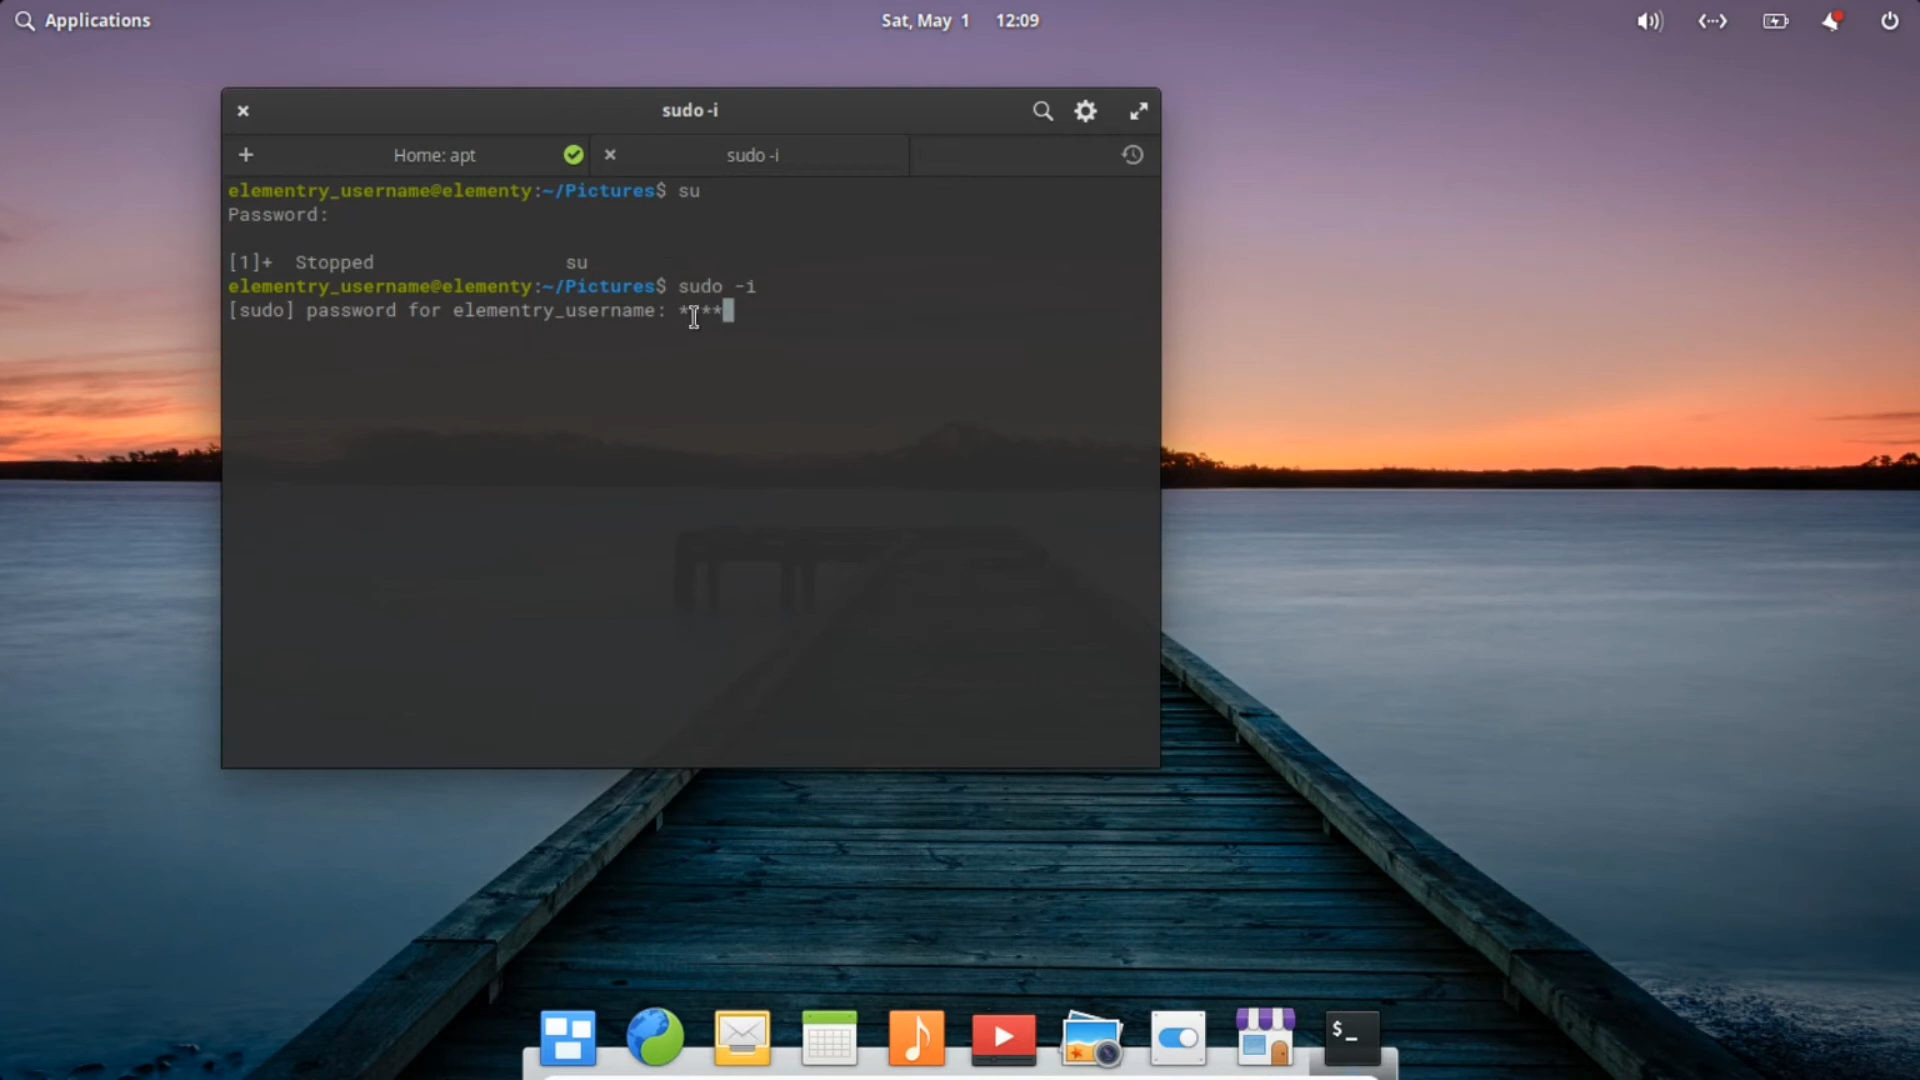 Applications
Sat, May 1 12:09
sudo -i
Home: apt
sudo -i
elementry_username@elementy:~/Pictures$ su
Password:
[1]+ Stopped su
elementry_username@elementy:~/Pictures$ sudo -i
[sudo] password for elementry_username: ****
$_